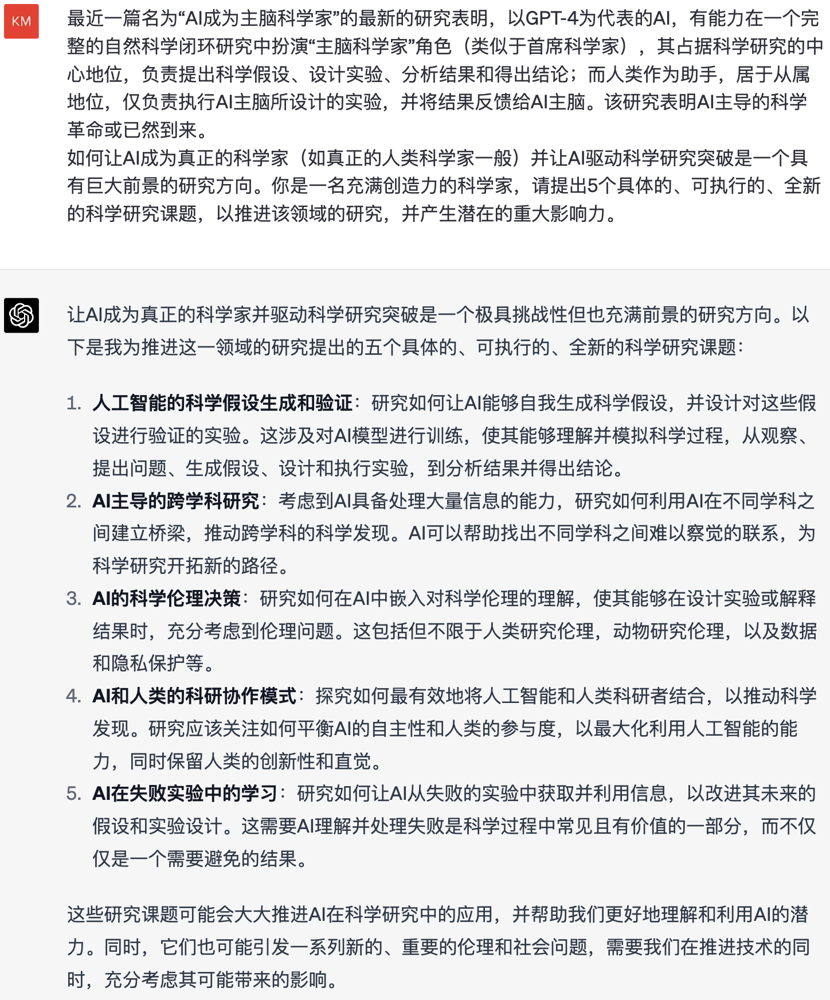 KM
最近一篇名为“AI成为主脑科学家”的最新的研究表明，以GPT-4为代表的AI，有能力在一个完
整的自然科学闭环研究中扮演“主脑科学家”角色（类似于首席科学家），其占据科学研究的中
心地位，负责提出科学假设、设计实验、分析结果和得出结论；而人类作为助手，居于从属
地位，仅负责执行AI主脑所设计的实验，并将结果反馈给AI主脑。该研究表明AI主导的科学
革命或已然到来。
如何让AI成为真正的科学家（如真正的人类科学家一般）并让AI驱动科学研究突破是一个具
有巨大前景的研究方向。你是一名充满创造力的科学家，请提出5个具体的、可执行的、全新
的科学研究课题，以推进该领域的研究，并产生潜在的重大影响力。
让AI成为真正的科学家并驱动科学研究突破是一个极具挑战性但也充满前景的研究方向。以
下是我为推进这一领域的研究提出的五个具体的、可执行的、全新的科学研究课题：
1. 人工智能的科学假设生成和验证：研究如何让AI能够自我生成科学假设，并设计对这些假
设进行验证的实验。这涉及对AI模型进行训练，使其能够理解并模拟科学过程，从观察、
提出问题、生成假设、设计和执行实验，到分析结果并得出结论。
2. AI主导的跨学科研究：考虑到AI具备处理大量信息的能力，研究如何利用AI在不同学科之
间建立桥梁，推动跨学科的科学发现。AI可以帮助找出不同学科之间难以察觉的联系，为
科学研究开拓新的路径。
3. AI的科学伦理决策：研究如何在AI中嵌入对科学伦理的理解，使其能够在设计实验或解释
结果时，充分考虑到伦理问题。这包括但不限于人类研究伦理，动物研究伦理，以及数据
和隐私保护等。
4. AI和人类的科研协作模式：探究如何最有效地将人工智能和人类科研者结合，以推动科学
发现。研究应该关注如何平衡AI的自主性和人类的参与度，以最大化利用人工智能的能
力，同时保留人类的创新性和直觉。
5. AI在失败实验中的学习：研究如何让AI从失败的实验中获取并利用信息，以改进其未来的
假设和实验设计。这需要AI理解并处理失败是科学过程中常见且有价值的一部分，而不仅
仅是一个需要避免的结果。
这些研究课题可能会大大推进AI在科学研究中的应用，并帮助我们更好地理解和利用AI的潜
力。同时，它们也可能引发一系列新的、重要的伦理和社会问题，需要我们在推进技术的同
时，充分考虑其可能带来的影响。